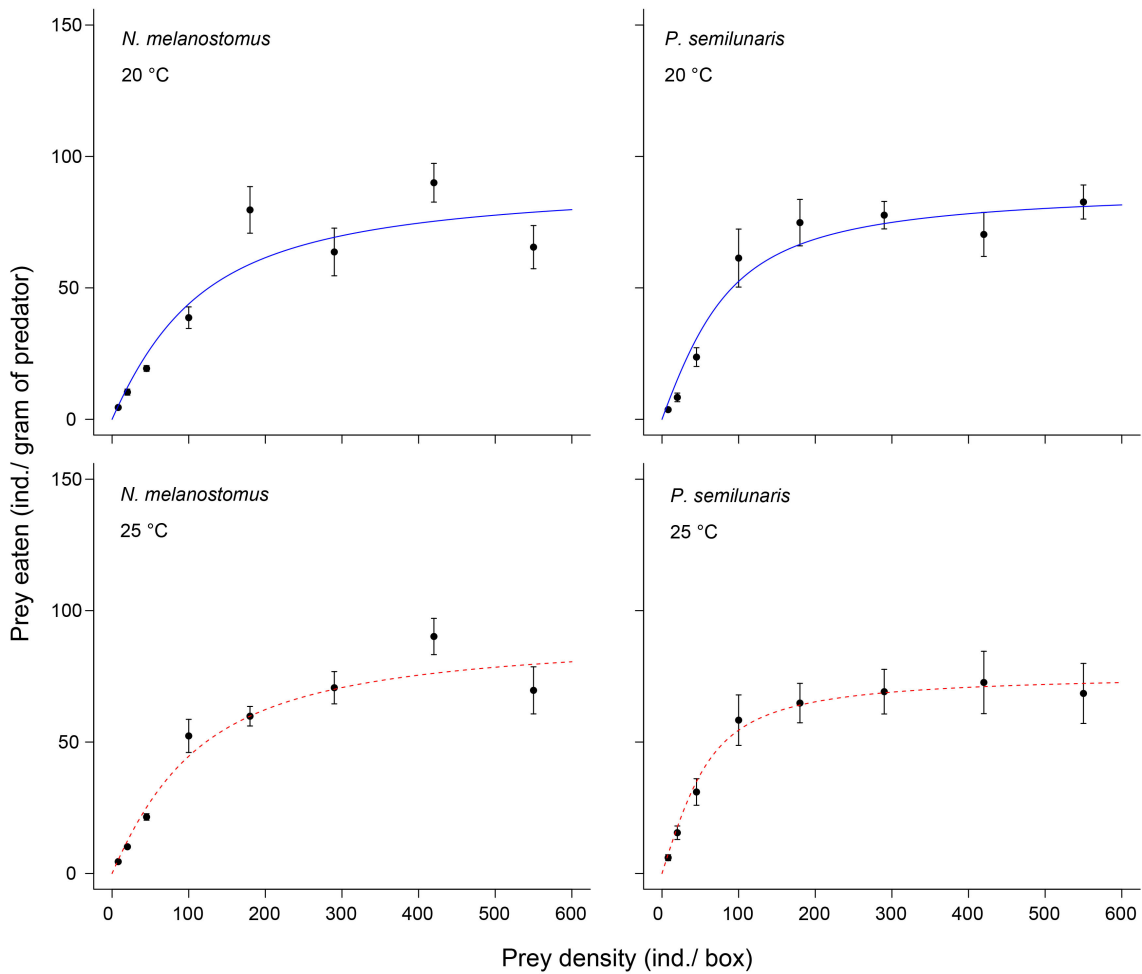 Prey eaten (ind./ gram of predator)
150
100
50
0
N. melanostomus
20 °C
P. semilunaris
20 °C
150
100
50
0
N. melanostomus
25 °C
P. semilunaris
25 °C
0 100 200 300 400 500 600
0 100 200 300 400 500 600
Prey density (ind./ box)